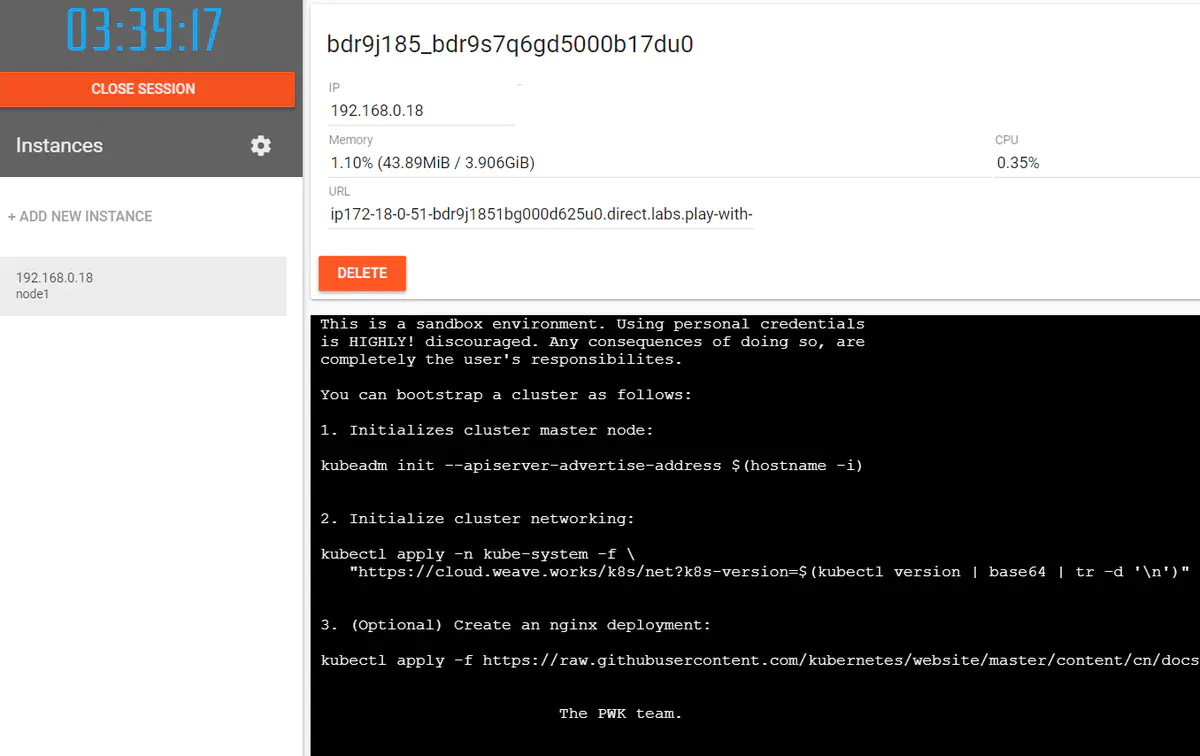 03:39:17
CLOSE SESSION
Instances
+ ADD NEW INSTANCE
192.168.0.18
node1
bdr9j185_bdr9s7q6gd5000b17du0
IP
192.168.0.18
Memory
1.10% (43.89MiB / 3.906GiB)
CPU
0.35%
URL
ip172-18-0-51-bdr9j1851bg000d625u0.direct.labs.play-with-
DELETE
This is a sandbox environment. Using personal credentials
is HIGHLY! discouraged. Any consequences of doing so, are
completely the user's responsibilites.
You can bootstrap a cluster as follows:
1. Initializes cluster master node:
kubeadm init --apiserver-advertise-address $(hostname -i)
2. Initialize cluster networking:
kubectl apply -n kube-system -f \
"https://cloud.weave.works/k8s/net?k8s-version=$(kubectl version | base64 | tr -d '\n')"
3. (Optional) Create an nginx deployment:
kubectl apply -f https://raw.githubusercontent.com/kubernetes/website/master/content/cn/docs
The PWK team.